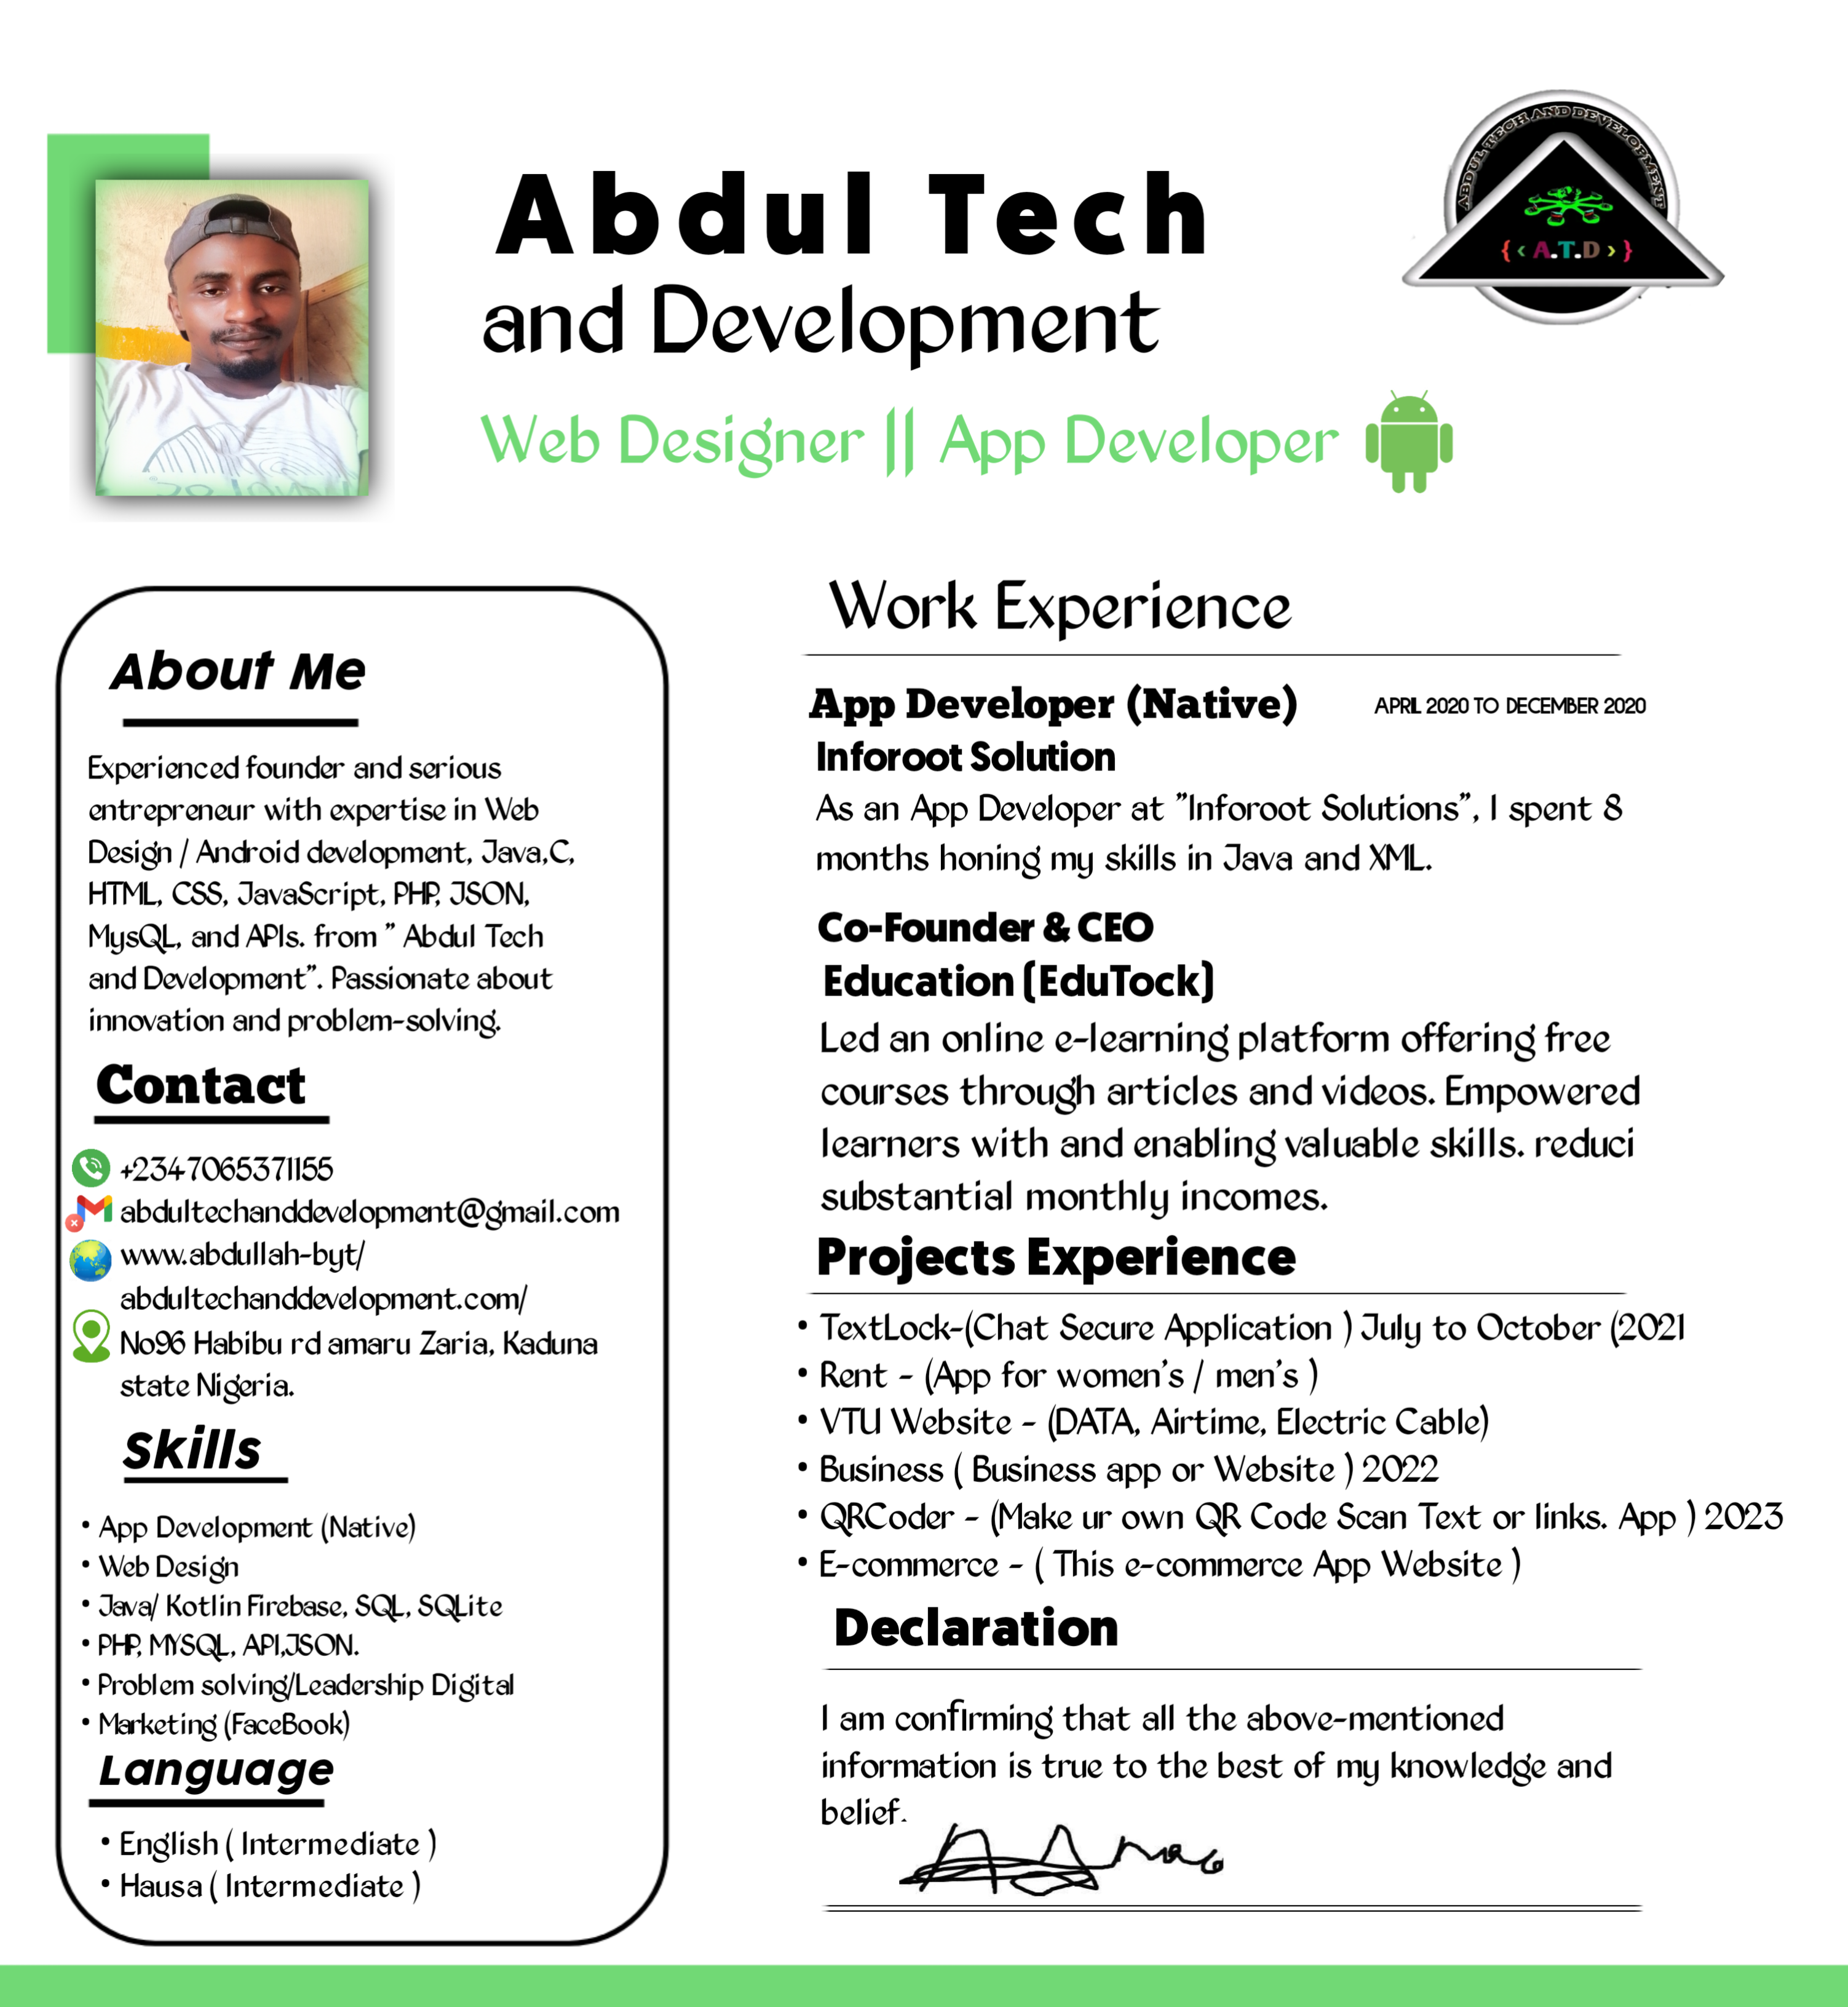 Abdul Tech
and Development
Web Designer || App Developer
ABDUL TECH AND DEVELOPMENT
{ < A.T.D > }
About Me
Experienced founder and serious
entrepreneur with expertise in Web
Design / Android development, Java,C,
HTML, CSS, JavaScript, PHP, JSON,
MysQL, and APIs. from " Abdul Tech
and Development". Passionate about
innovation and problem-solving.
Contact
+2347065371155
abdultechanddevelopment@gmail.com
www.abdullah-byt/
abdultechanddevelopment.com/
No96 Habibu rd amaru Zaria, Kaduna
state Nigeria.
Skills
• App Development (Native)
• Web Design
• Java/ Kotlin Firebase, SQL, SQLite
• PHP, MYSQL, API,JSON.
• Problem solving/Leadership Digital
• Marketing (FaceBook)
Language
• English ( Intermediate )
• Hausa ( Intermediate )
Work Experience
App Developer (Native) APRIL 2020 TO DECEMBER 2020
Inforoot Solution
As an App Developer at "Inforoot Solutions", I spent 8
months honing my skills in Java and XML.
Co-Founder & CEO
Education (EduTock)
Led an online e-learning platform offering free
courses through articles and videos. Empowered
learners with and enabling valuable skills. reduci
substantial monthly incomes.
Projects Experience
• TextLock-(Chat Secure Application ) July to October (2021
• Rent - (App for women's / men's )
• VTU Website - (DATA, Airtime, Electric Cable)
• Business ( Business app or Website ) 2022
• QRCoder - (Make ur own QR Code Scan Text or links. App ) 2023
• E-commerce - ( This e-commerce App Website )
Declaration
I am confirming that all the above-mentioned
information is true to the best of my knowledge and
belief.